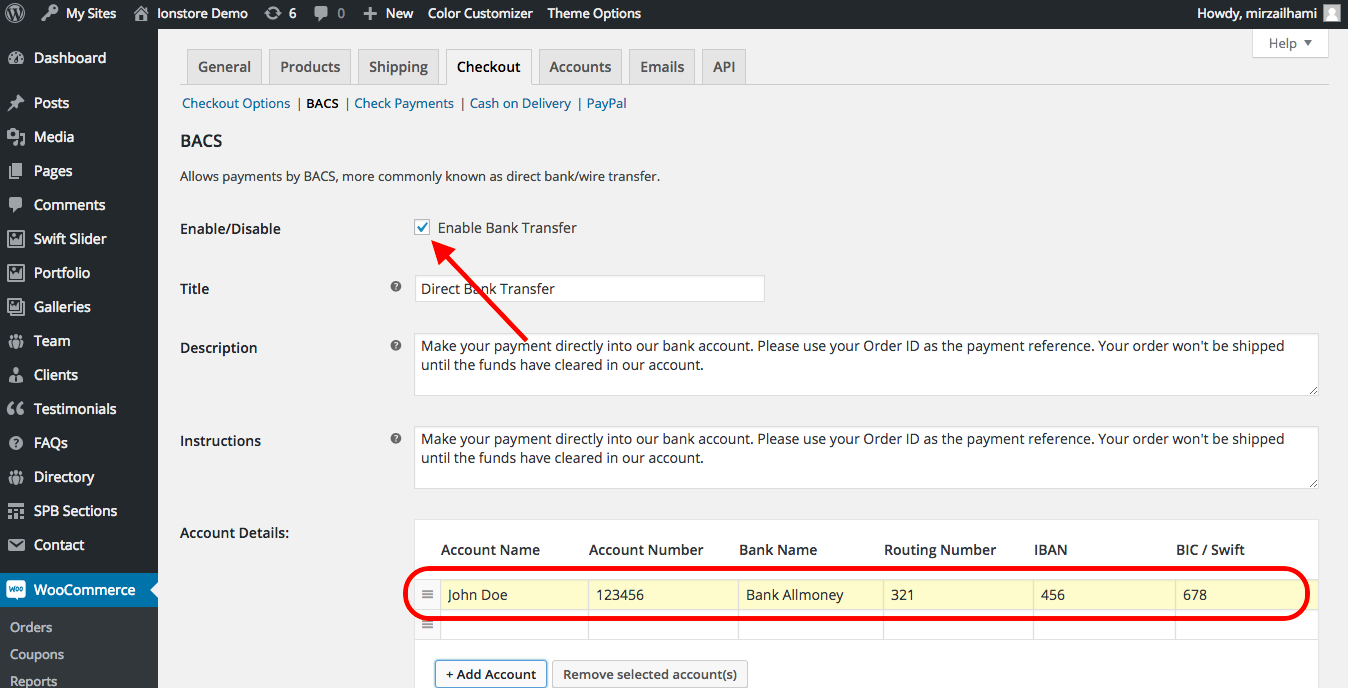 My Sites Ionstore Demo 6 0 New Color Customizer Theme Options Howdy, mirzailhami
Help
Dashboard
Posts
Media
Pages
Comments
Swift Slider
Portfolio
Galleries
Team
Clients
Testimonials
FAQs
Directory
SPB Sections
Contact
Woo WooCommerce
Orders
Coupons
Reports
General Products Shipping Checkout Accounts Emails API
Checkout Options | BACS | Check Payments | Cash on Delivery | PayPal
BACS
Allows payments by BACS, more commonly known as direct bank/wire transfer.
Enable/Disable Enable Bank Transfer
Title ? Direct Bank Transfer
Description ? Make your payment directly into our bank account. Please use your Order ID as the payment reference. Your order won't be shipped
until the funds have cleared in our account.
Instructions ? Make your payment directly into our bank account. Please use your Order ID as the payment reference. Your order won't be shipped
until the funds have cleared in our account.
Account Details:
Account Name Account Number Bank Name Routing Number IBAN BIC / Swift
John Doe 123456 Bank Allmoney 321 456 678
+ Add Account Remove selected account(s)